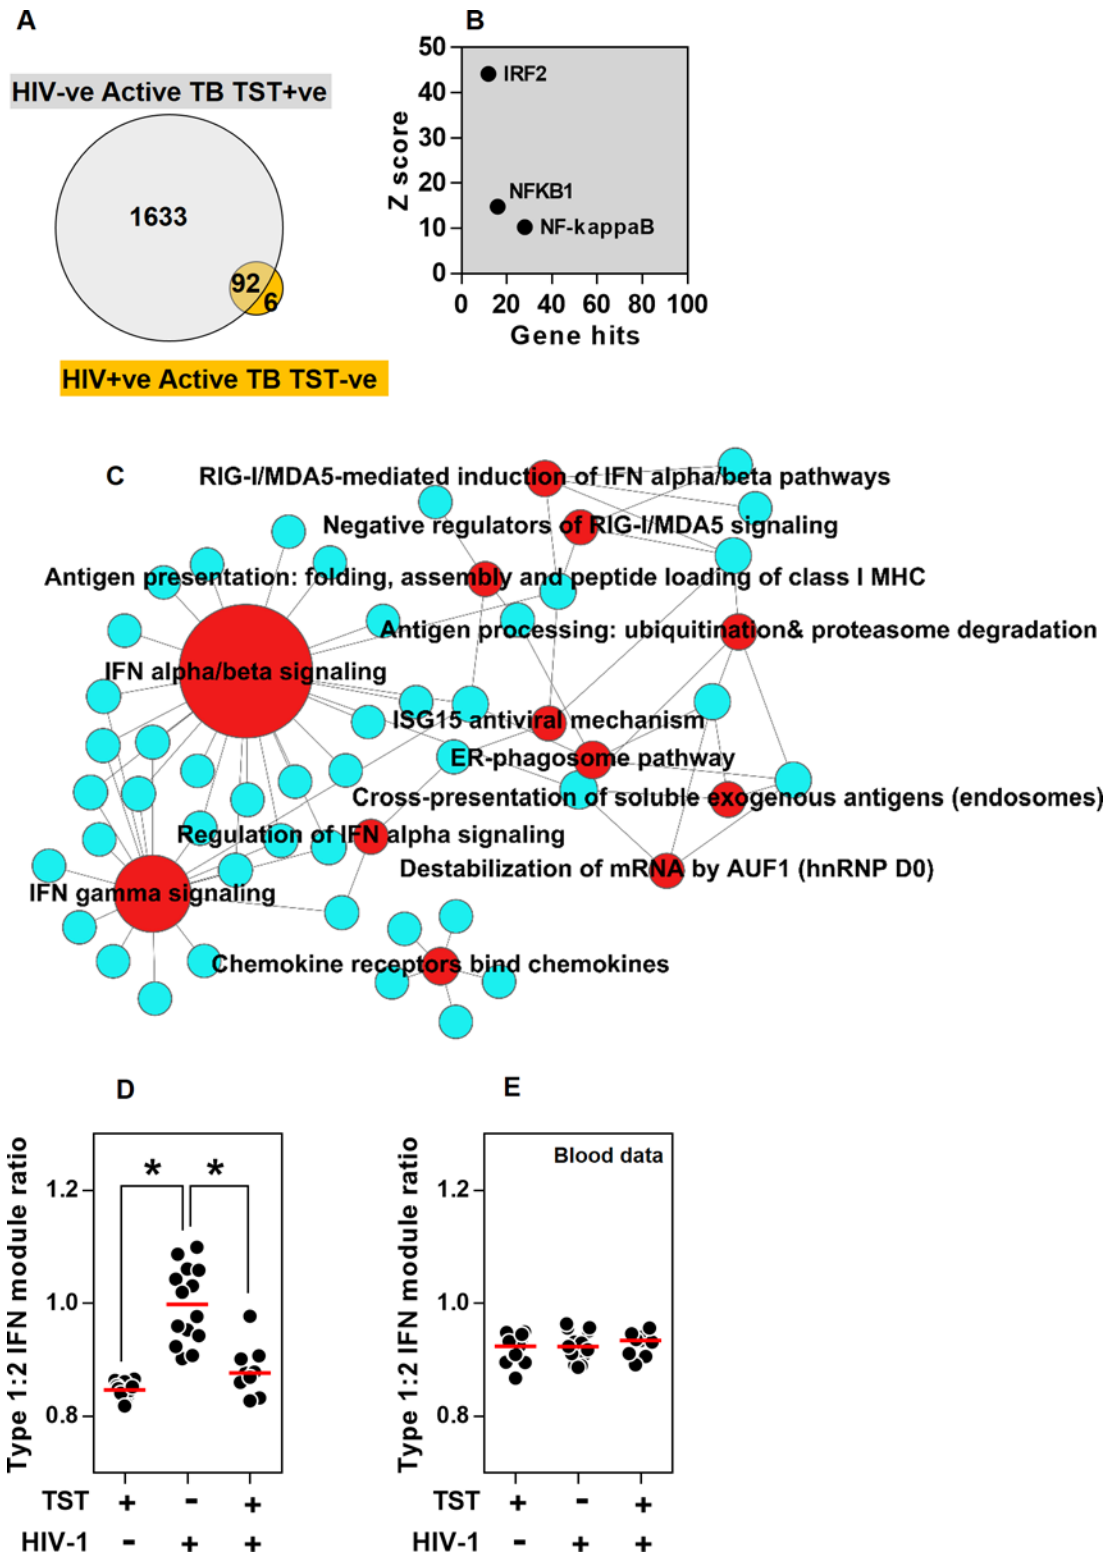 A
B
HIV-ve Active TB TST+ve
1633
92
6
HIV+ve Active TB TST-ve
50
40
30
20
10
0
Z score
IRF2
NFKB1
NF-kappaB
0 20 40 60 80 100
Gene hits
C
RIG-I/MDA5-mediated induction of IFN alpha/beta pathways
Negative regulators of RIG-I/MDA5 signaling
Antigen presentation: folding, assembly and peptide loading of class I MHC
Antigen processing: ubiquitination& proteasome degradation
IFN alpha/beta signaling
ISG15 antiviral mechanism
ER-phagosome pathway
Cross-presentation of soluble exogenous antigens (endosomes)
Regulation of IFN alpha signaling
Destabilization of mRNA by AUF1 (hnRNP D0)
IFN gamma signaling
Chemokine receptors bind chemokines
D
Type 1:2 IFN module ratio
1.2
1.0
0.8
* *
TST + - +
HIV-1 - + +
E
Type 1:2 IFN module ratio
Blood data
1.2
1.0
0.8
TST + - +
HIV-1 - + +